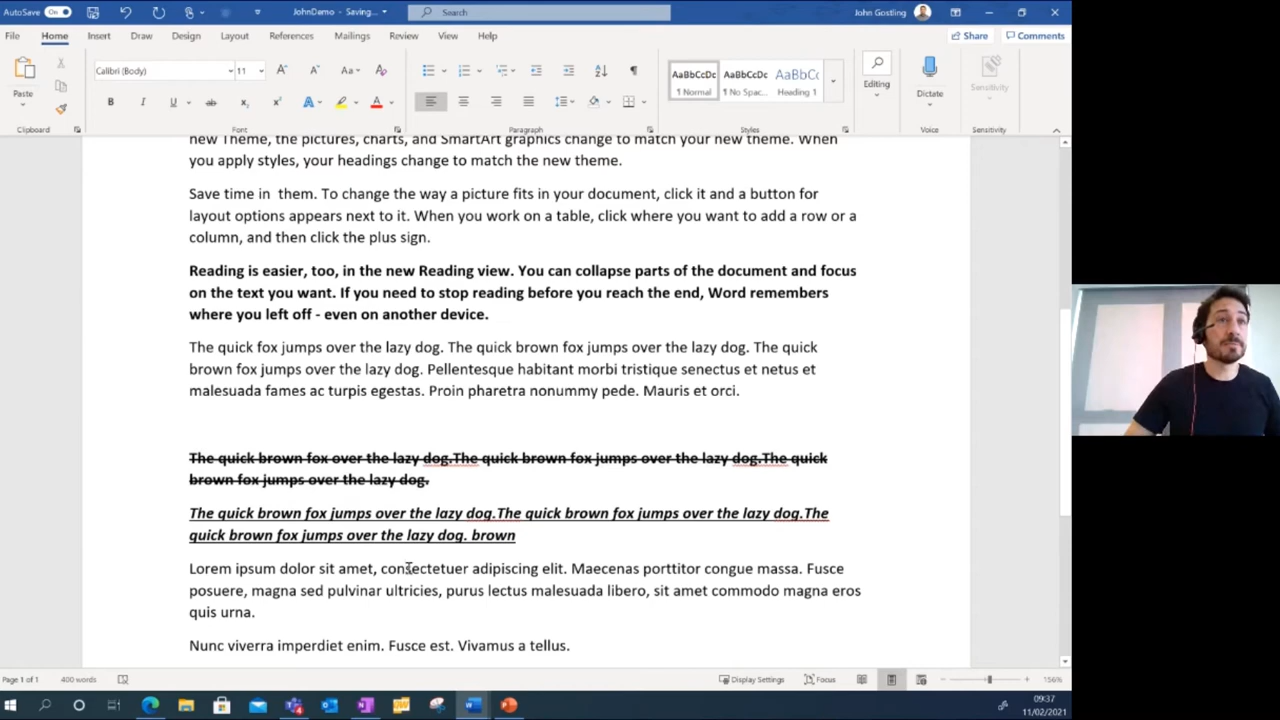 AutoSave On JohnDemo - Saving... Search John Gostling
File Home Insert Draw Design Layout References Mailings Review View Help Share Comments
Calibri (Body) 11 Aa A
AaBbCcDc AaBbCcDc AaBbCc
Paste B I U ab x2 x2 A A 1 Normal 1 No Spac... Heading 1 Editing Dictate Sensitivity
Clipboard Font Paragraph Styles Voice Sensitivity
new Theme, the pictures, charts, and SmartArt graphics change to match your new theme. When
you apply styles, your headings change to match the new theme.
Save time in them. To change the way a picture fits in your document, click it and a button for
layout options appears next to it. When you work on a table, click where you want to add a row or a
column, and then click the plus sign.
Reading is easier, too, in the new Reading view. You can collapse parts of the document and focus
on the text you want. If you need to stop reading before you reach the end, Word remembers
where you left off - even on another device.
The quick fox jumps over the lazy dog. The quick brown fox jumps over the lazy dog. The quick
brown fox jumps over the lazy dog. Pellentesque habitant morbi tristique senectus et netus et
malesuada fames ac turpis egestas. Proin pharetra nonummy pede. Mauris et orci.
The quick brown fox over the lazy dog.The quick brown fox jumps over the lazy dog.The quick
brown fox jumps over the lazy dog.
The quick brown fox jumps over the lazy dog.The quick brown fox jumps over the lazy dog.The
quick brown fox jumps over the lazy dog. brown
Lorem ipsum dolor sit amet, consectetuer adipiscing elit. Maecenas porttitor congue massa. Fusce
posuere, magna sed pulvinar ultricies, purus lectus malesuada libero, sit amet commodo magna eros
quis urna.
Nunc viverra imperdiet enim. Fusce est. Vivamus a tellus.
Page 1 of 1 400 words Display Settings Focus 156%
09:37
11/02/2021